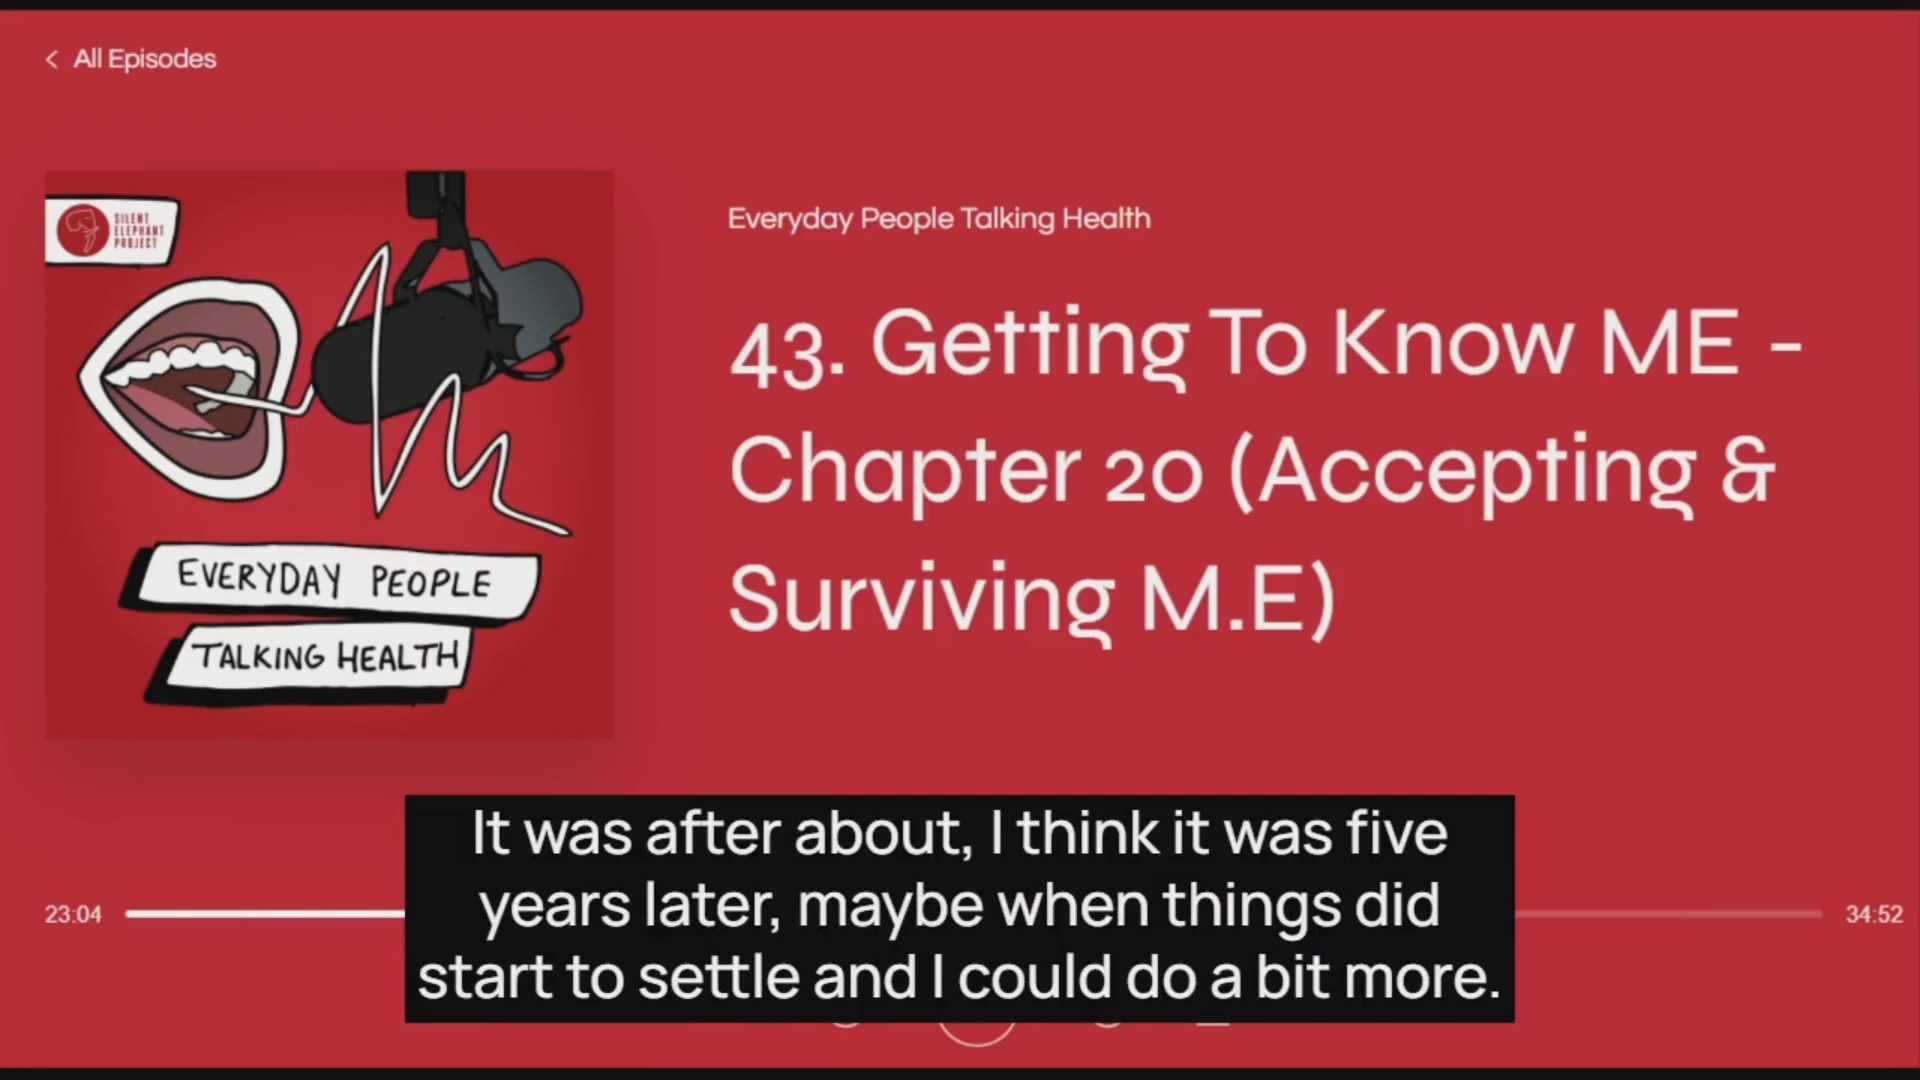 All Episodes
SILENT
ELEPHANT
PROJECT
EVERYDAY PEOPLE
TALKING HEALTH
Everyday People Talking Health
43. Getting To Know ME -
Chapter 20 (Accepting &
Surviving M.E)
It was after about, I think it was five
years later, maybe when things did
start to settle and I could do a bit more.
23:04
34:52